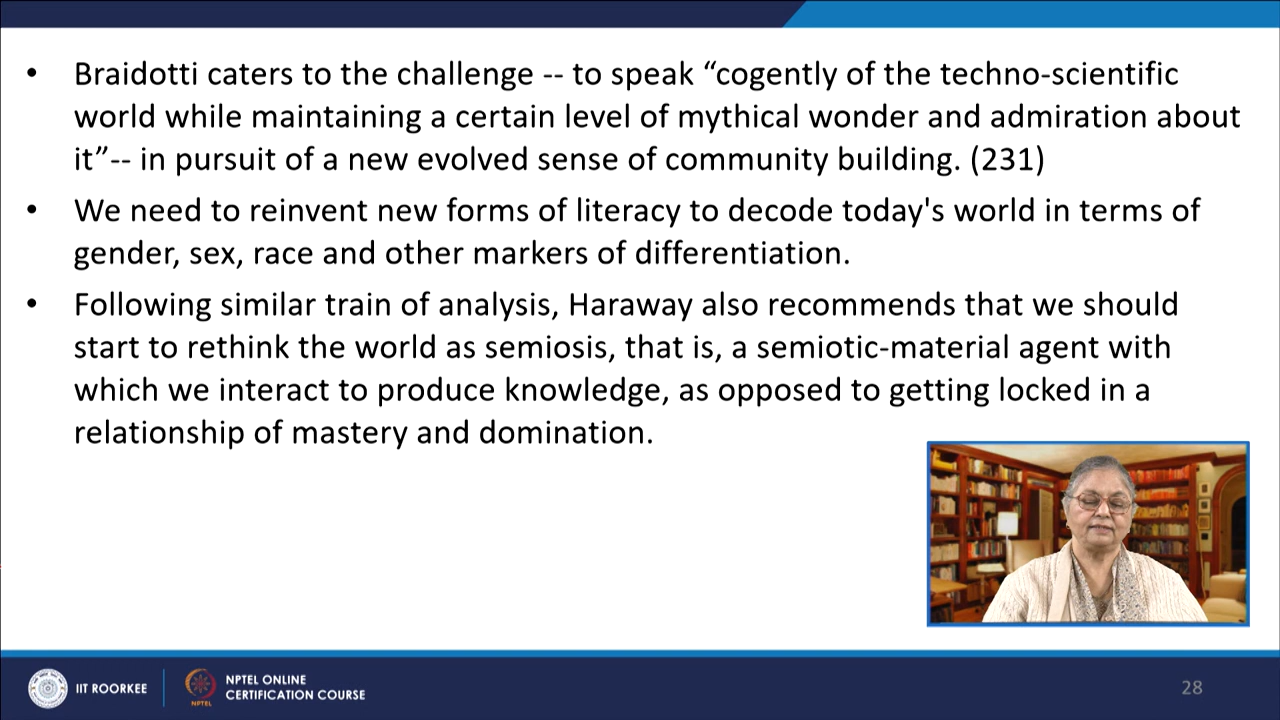 • Braidotti caters to the challenge -- to speak “cogently of the techno-scientific
world while maintaining a certain level of mythical wonder and admiration about
it”-- in pursuit of a new evolved sense of community building. (231)
• We need to reinvent new forms of literacy to decode today's world in terms of
gender, sex, race and other markers of differentiation.
• Following similar train of analysis, Haraway also recommends that we should
start to rethink the world as semiosis, that is, a semiotic-material agent with
which we interact to produce knowledge, as opposed to getting locked in a
relationship of mastery and domination.
IIT ROORKEE
NPTEL
NPTEL ONLINE
CERTIFICATION COURSE
28